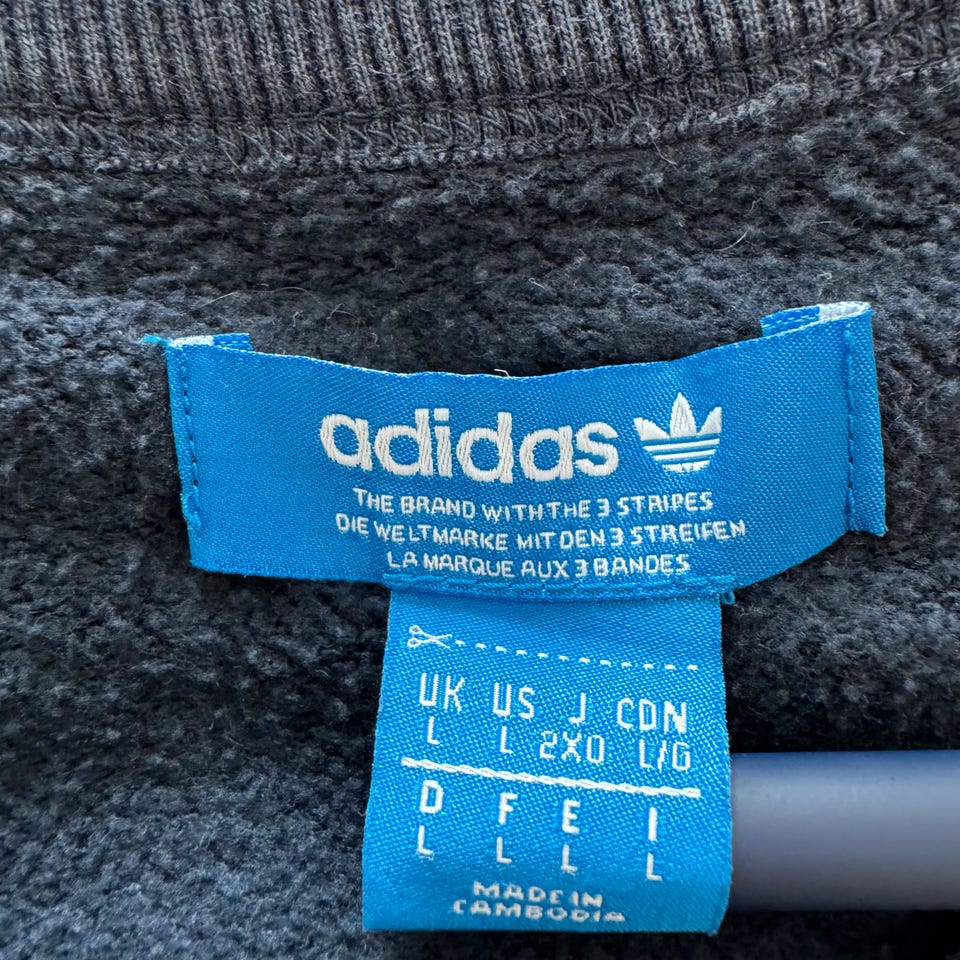 adidas
THE BRAND WITH THE 3 STRIPES
DIE WELTMARKE MIT DEN 3 STREIFEN
LA MARQUE AUX 3 BANDES
UK US J CDN
L L 2XO L/G
D F E I
L L L L
MADE IN
CAMBODIA